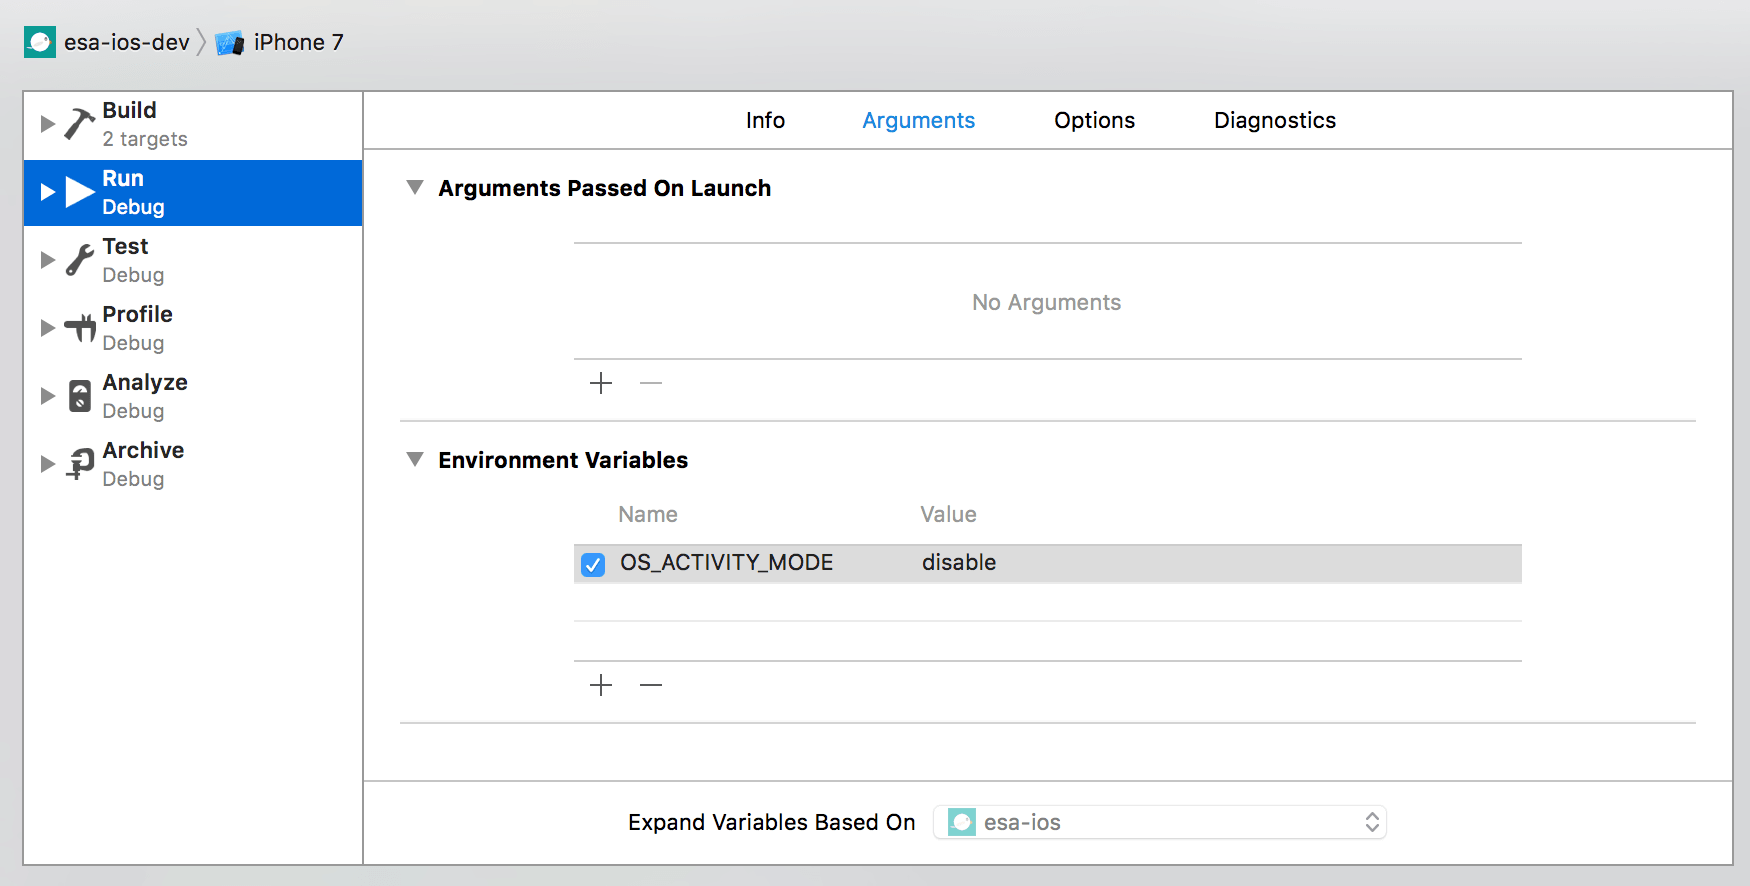 esa-ios-dev iPhone 7
Build
2 targets
Run
Debug
Test
Debug
Profile
Debug
Analyze
Debug
Archive
Debug
Info Arguments Options Diagnostics
Arguments Passed On Launch
No Arguments
Environment Variables
Name Value
OS_ACTIVITY_MODE disable
Expand Variables Based On esa-ios